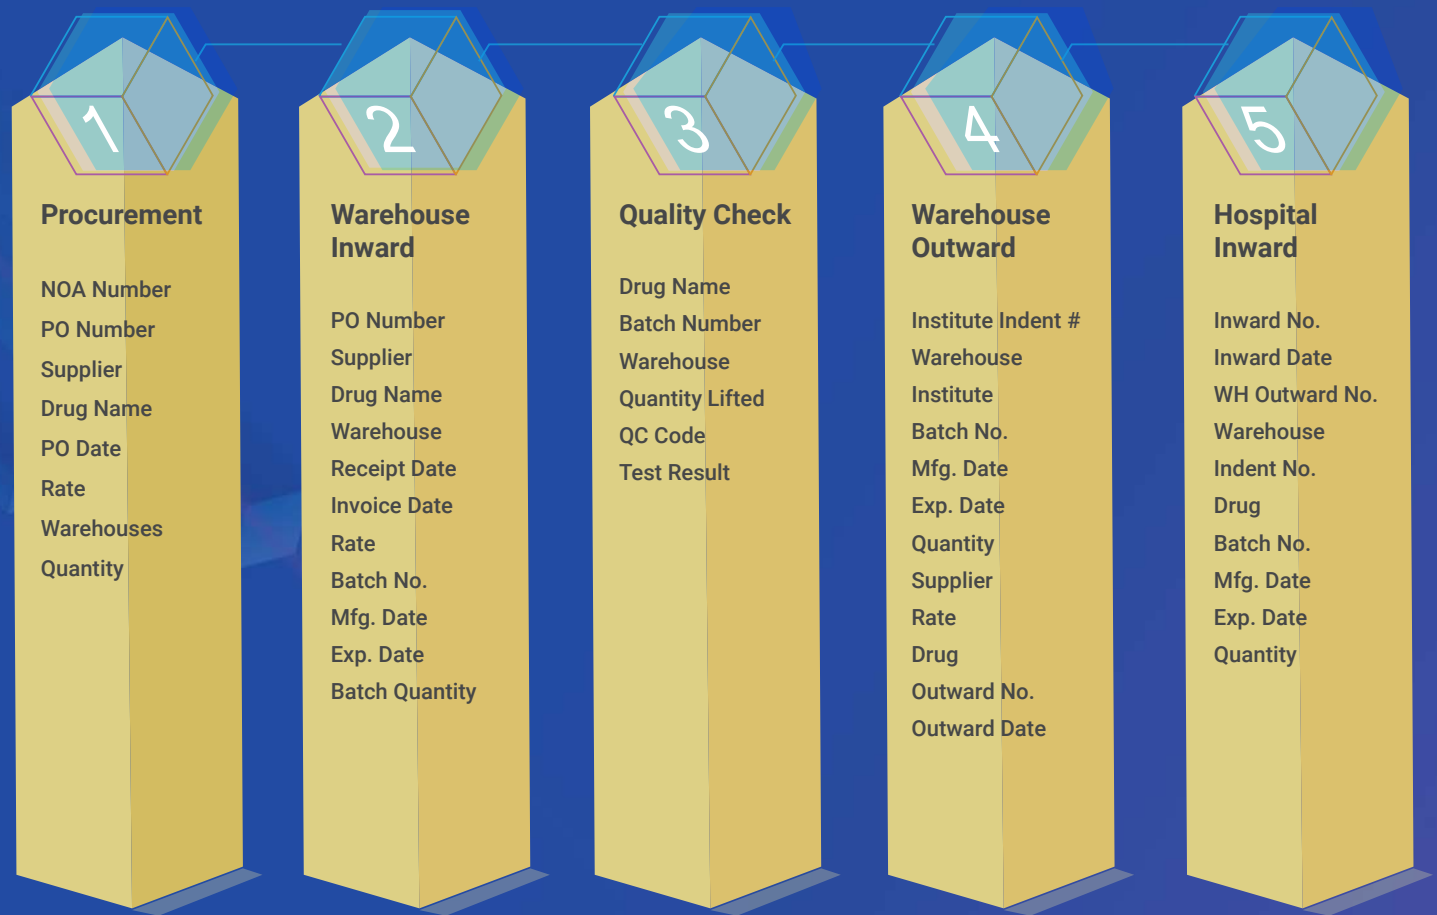 1
Procurement
NOA Number
PO Number
Supplier
Drug Name
PO Date
Rate
Warehouses
Quantity
2
Warehouse
Inward
PO Number
Supplier
Drug Name
Warehouse
Receipt Date
Invoice Date
Rate
Batch No.
Mfg. Date
Exp. Date
Batch Quantity
3
Quality Check
Drug Name
Batch Number
Warehouse
Quantity Lifted
QC Code
Test Result
4
Warehouse
Outward
Institute Indent #
Warehouse
Institute
Batch No.
Mfg. Date
Exp. Date
Quantity
Supplier
Rate
Drug
Outward No.
Outward Date
5
Hospital
Inward
Inward No.
Inward Date
WH Outward No.
Warehouse
Indent No.
Drug
Batch No.
Mfg. Date
Exp. Date
Quantity